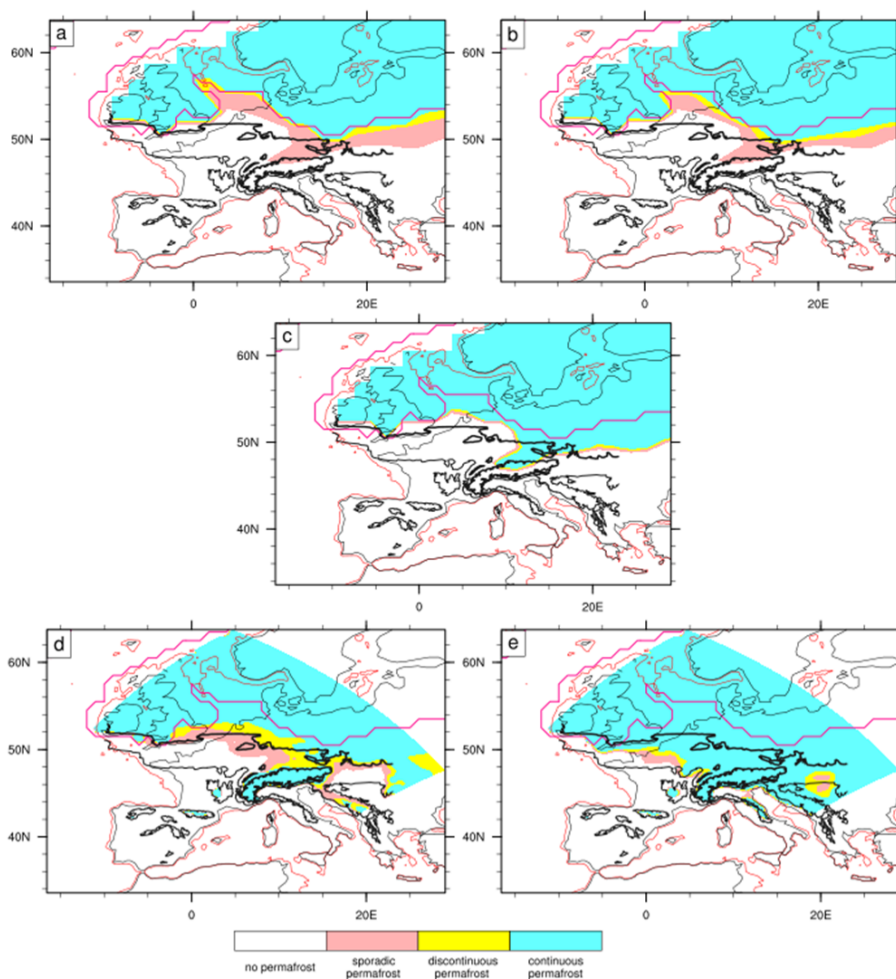 a
b
60N
60N
50N
50N
40N
40N
0
20E
0
20E
c
60N
50N
40N
0
20E
d
e
60N
60N
50N
50N
40N
40N
0
20E
0
20E
no permafrost
sporadic
permafrost
discontinuous
permafrost
continuous
permafrost